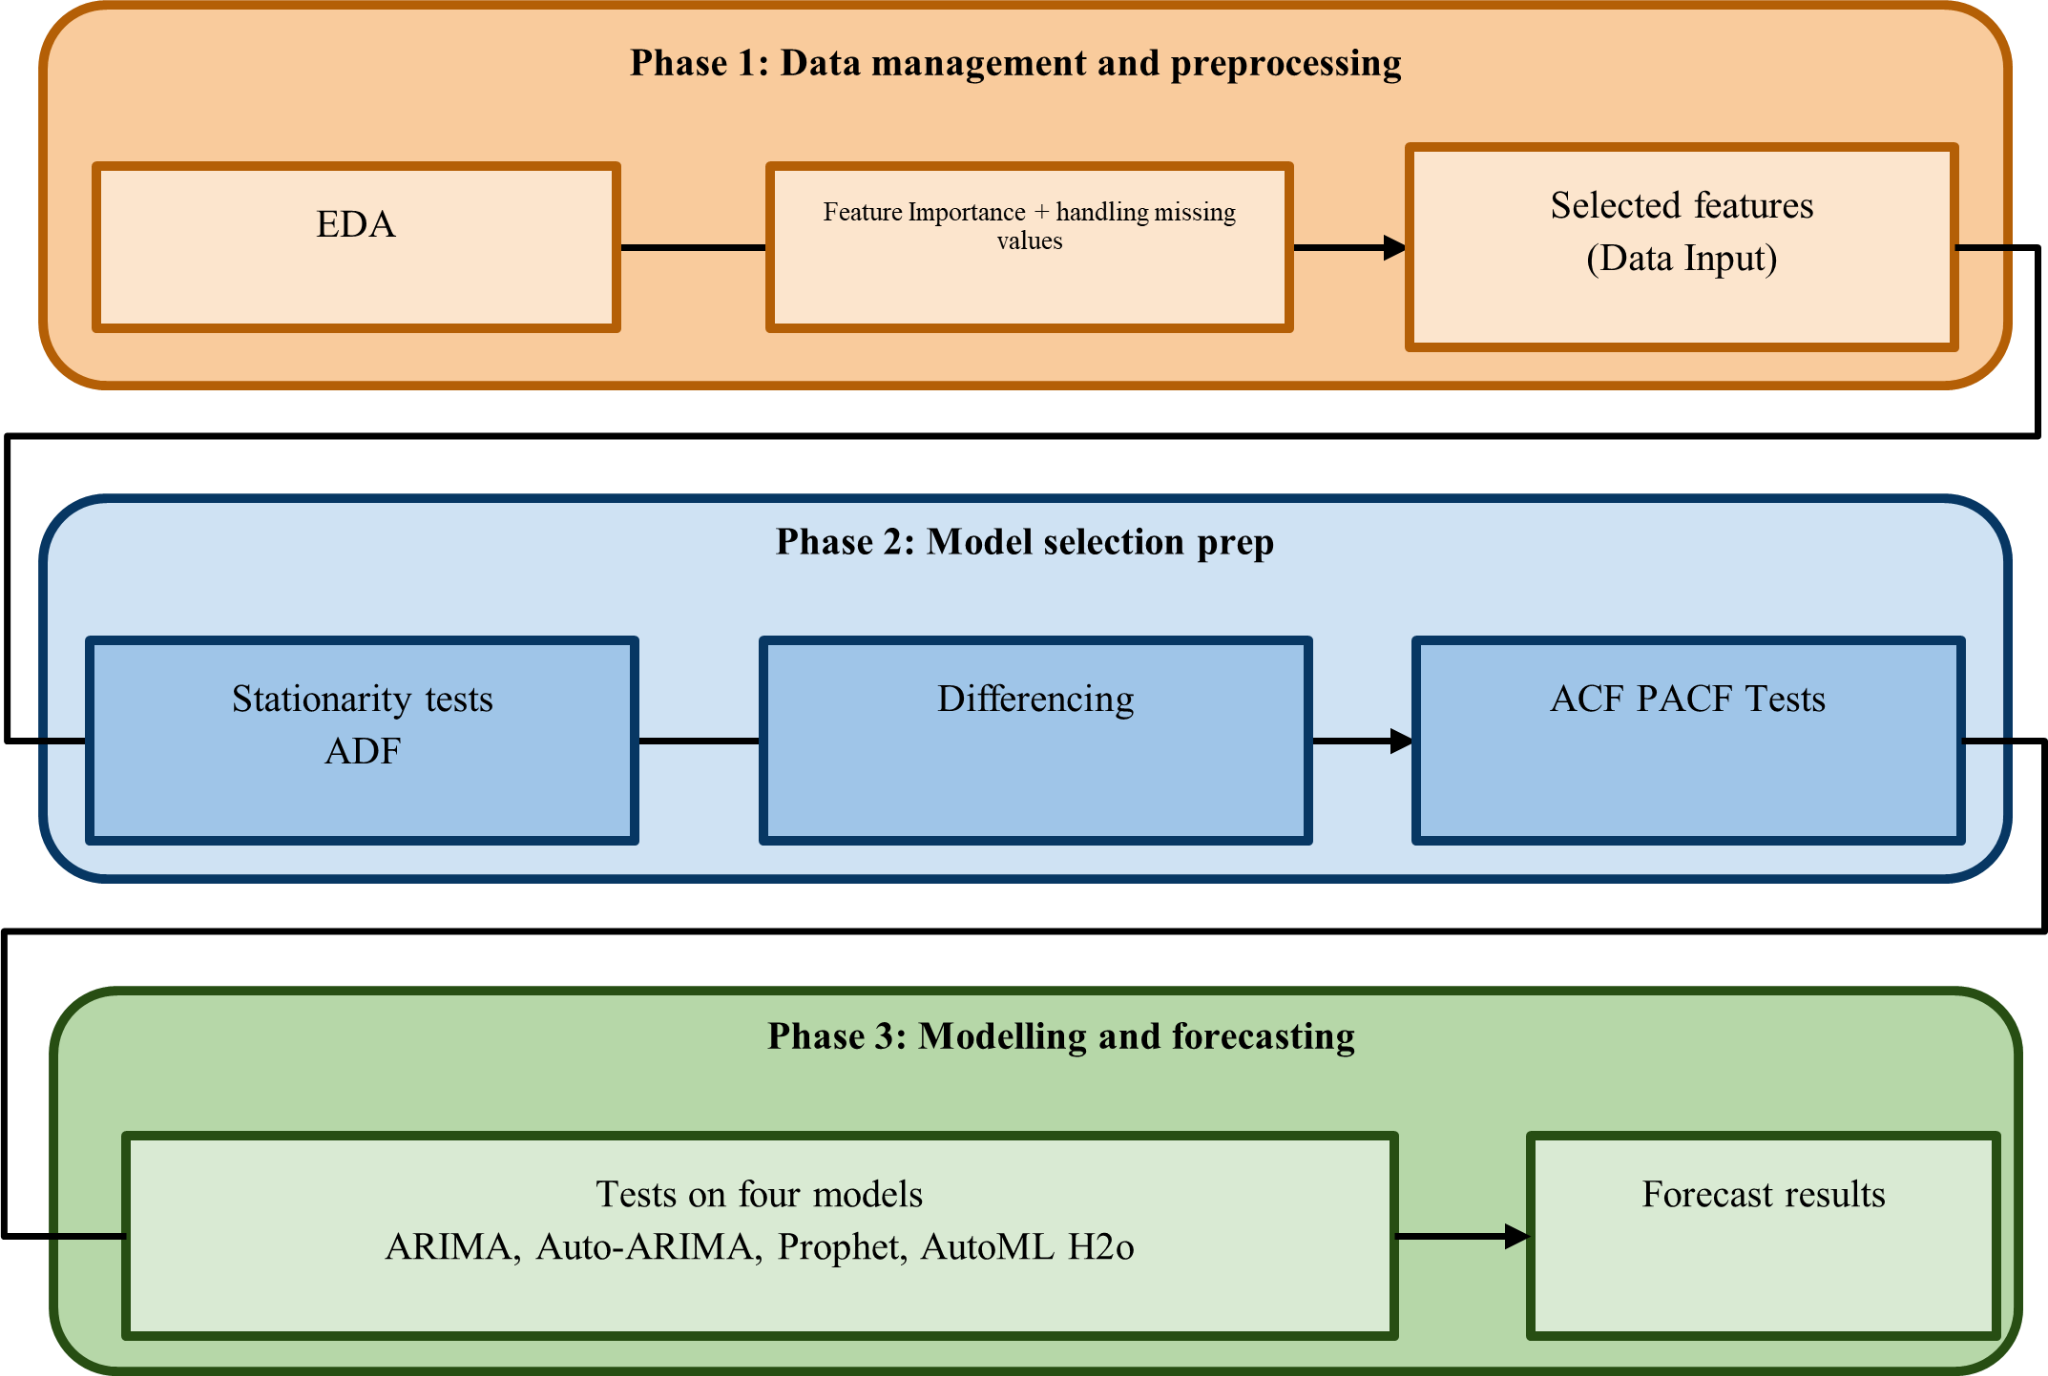 Phase 1: Data management and preprocessing
EDA
Feature Importance + handling missing
values
Selected features
(Data Input)
Phase 2: Model selection prep
Stationarity tests
ADF
Differencing
ACF PACF Tests
Phase 3: Modelling and forecasting
Tests on four models
ARIMA, Auto-ARIMA, Prophet, AutoML H2o
Forecast results